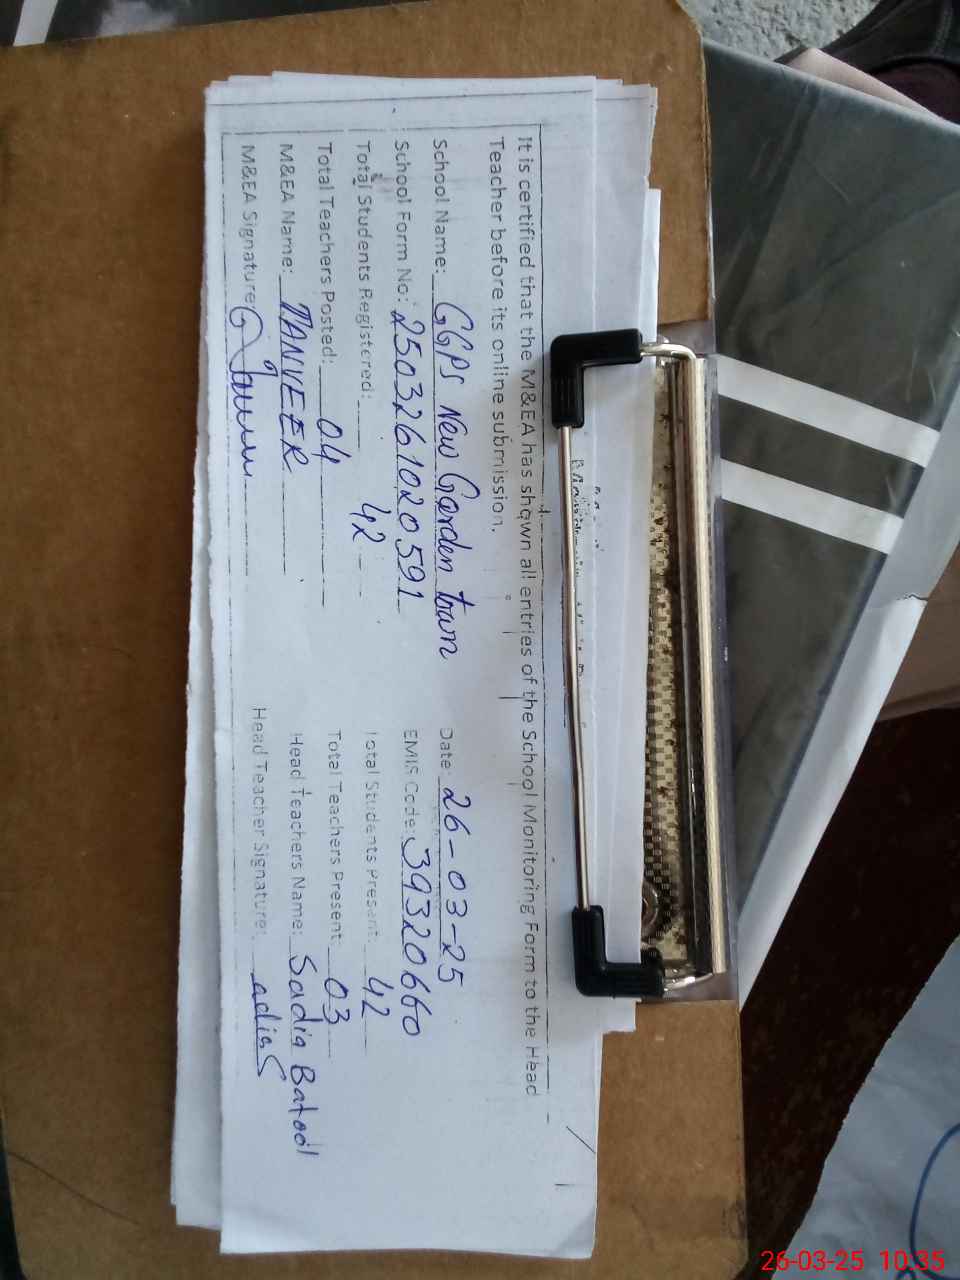 It is certified that the M&EA has shown all entries of the School Monitoring Form to the Head
Teacher before its online submission.
School Name: GGPS New Garden town Date: 26-03-25
School Form No: 2503261020591 EMIS Code: 39320660
Total Students Registered: 42 Total Students Present: 42
Total Teachers Posted: 04 Total Teachers Present: 03
M&EA Name: TANVEER Head Teachers Name: Sadia Batool
M&EA Signature: Head Teacher Signature:
26-03-25 10:35